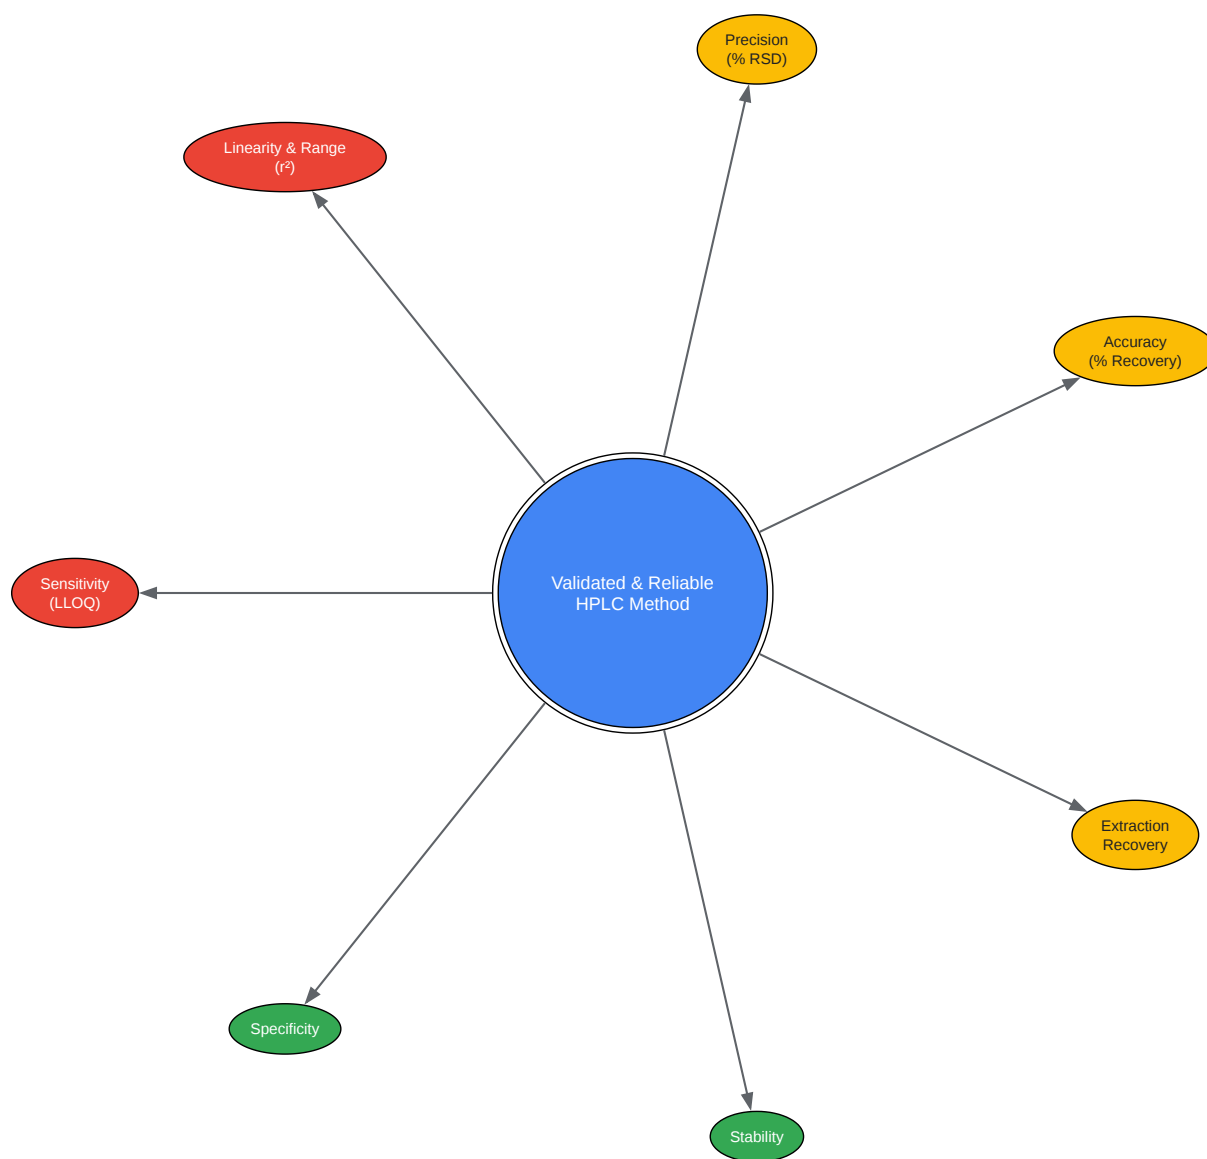 Precision
(% RSD)
Linearity & Range
(r²)
Accuracy
(% Recovery)
Validated & Reliable
HPLC Method
Sensitivity
(LLOQ)
Extraction
Recovery
Specificity
Stability